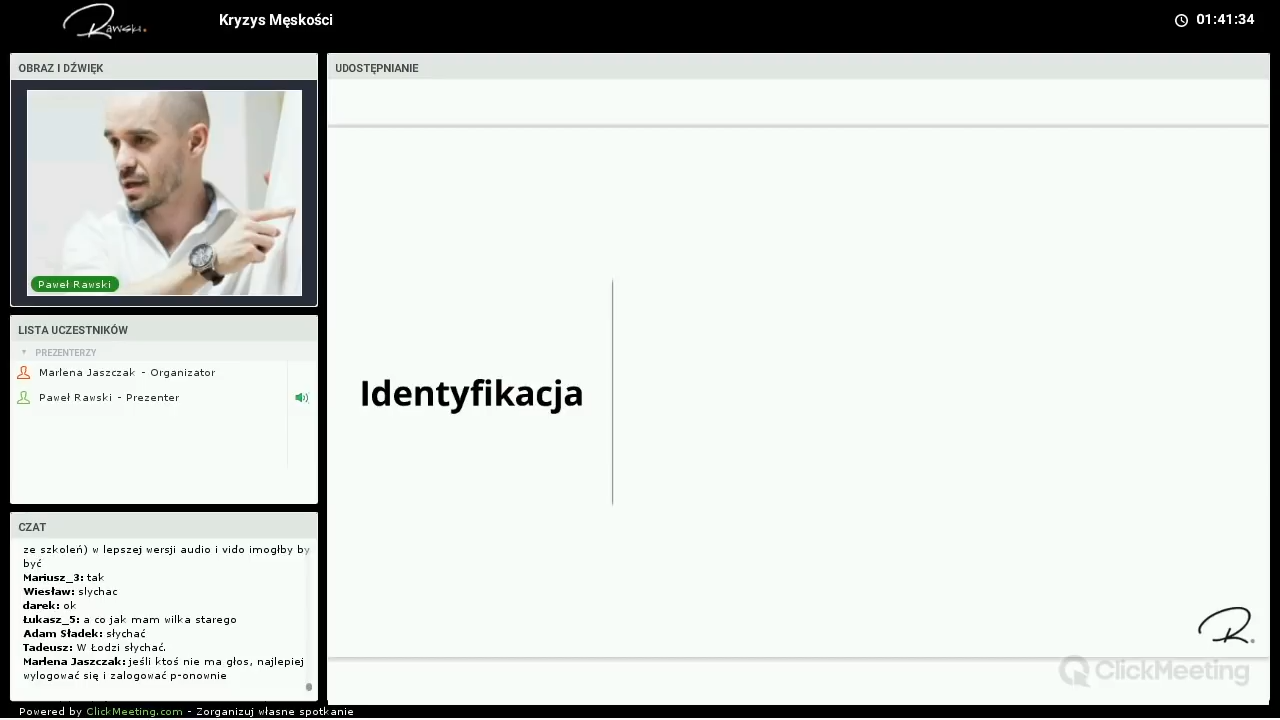 Rawski.
Kryzys Męskości
01:41:34
OBRAZ I DŹWIĘK
Paweł Rawski
LISTA UCZESTNIKÓW
PREZENTERZY
Marlena Jaszczak - Organizator
Paweł Rawski - Prezenter
CZAT
ze szkoleń) w lepszej wersji audio i vido imogłby by
być
Mariusz_3: tak
Wiesław: slychac
darek: ok
Łukasz_5: a co jak mam wilka starego
Adam Sładek: słychać
Tadeusz: W Łodzi słychać.
Marlena Jaszczak: jeśli ktoś nie ma głos, najlepiej
wylogować się i zalogować p-onownie
UDOSTĘPNIANIE
Identyfikacja
R.
ClickMeeting
Powered by ClickMeeting.com - Zorganizuj własne spotkanie